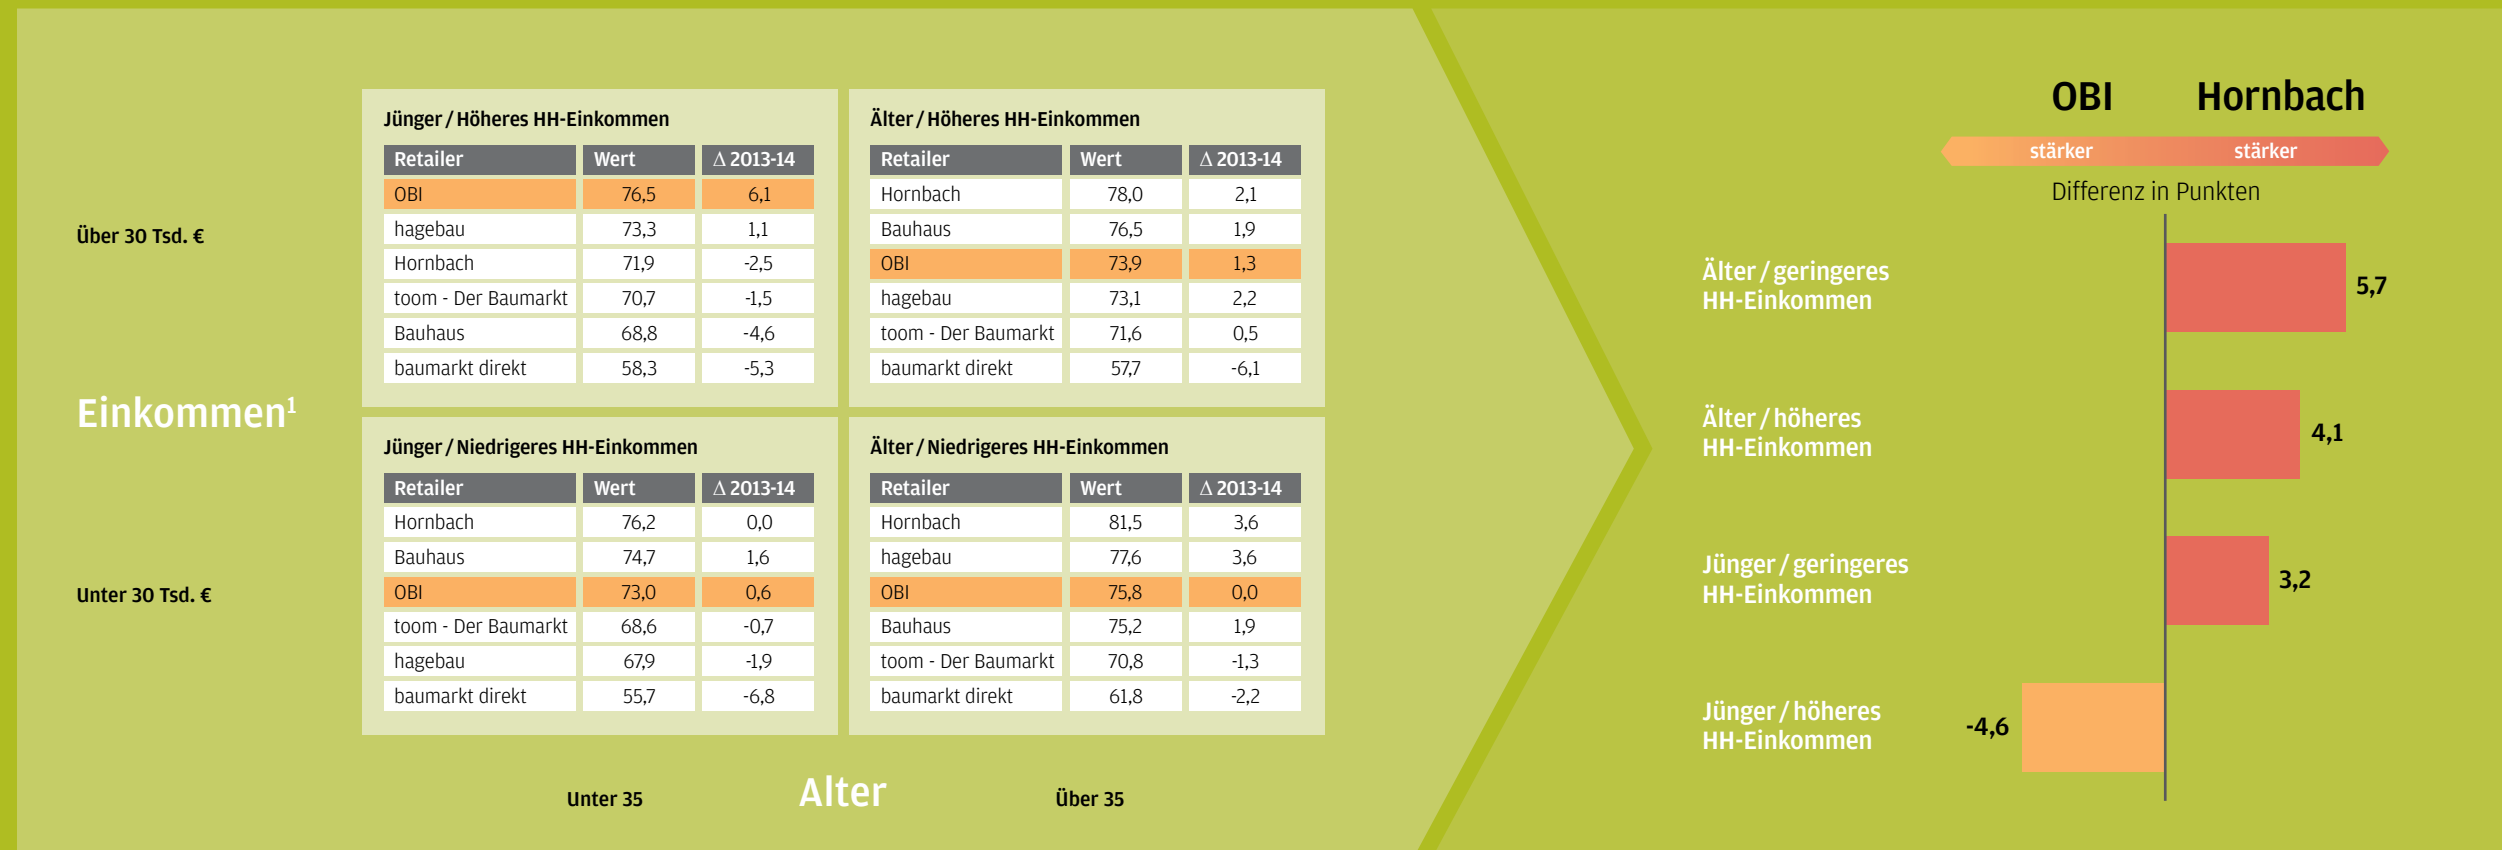 Einkommen¹
Über 30 Tsd. €
Unter 30 Tsd. €
Jünger / Höheres HH-Einkommen
Retailer Wert Δ 2013-14
OBI 76,5 6,1
hagebau 73,3 1,1
Hornbach 71,9 -2,5
toom - Der Baumarkt 70,7 -1,5
Bauhaus 68,8 -4,6
baumarkt direkt 58,3 -5,3
Älter / Höheres HH-Einkommen
Retailer Wert Δ 2013-14
Hornbach 78,0 2,1
Bauhaus 76,5 1,9
OBI 73,9 1,3
hagebau 73,1 2,2
toom - Der Baumarkt 71,6 0,5
baumarkt direkt 57,7 -6,1
Jünger / Niedrigeres HH-Einkommen
Retailer Wert Δ 2013-14
Hornbach 76,2 0,0
Bauhaus 74,7 1,6
OBI 73,0 0,6
toom - Der Baumarkt 68,6 -0,7
hagebau 67,9 -1,9
baumarkt direkt 55,7 -6,8
Älter / Niedrigeres HH-Einkommen
Retailer Wert Δ 2013-14
Hornbach 81,5 3,6
hagebau 77,6 3,6
OBI 75,8 0,0
Bauhaus 75,2 1,9
toom - Der Baumarkt 70,8 -1,3
baumarkt direkt 61,8 -2,2
Unter 35 Alter Über 35
OBI Hornbach
stärker stärker
Differenz in Punkten
Älter / geringeres
HH-Einkommen
5,7
Älter / höheres
HH-Einkommen
4,1
Jünger / geringeres
HH-Einkommen
3,2
Jünger / höheres
HH-Einkommen
-4,6